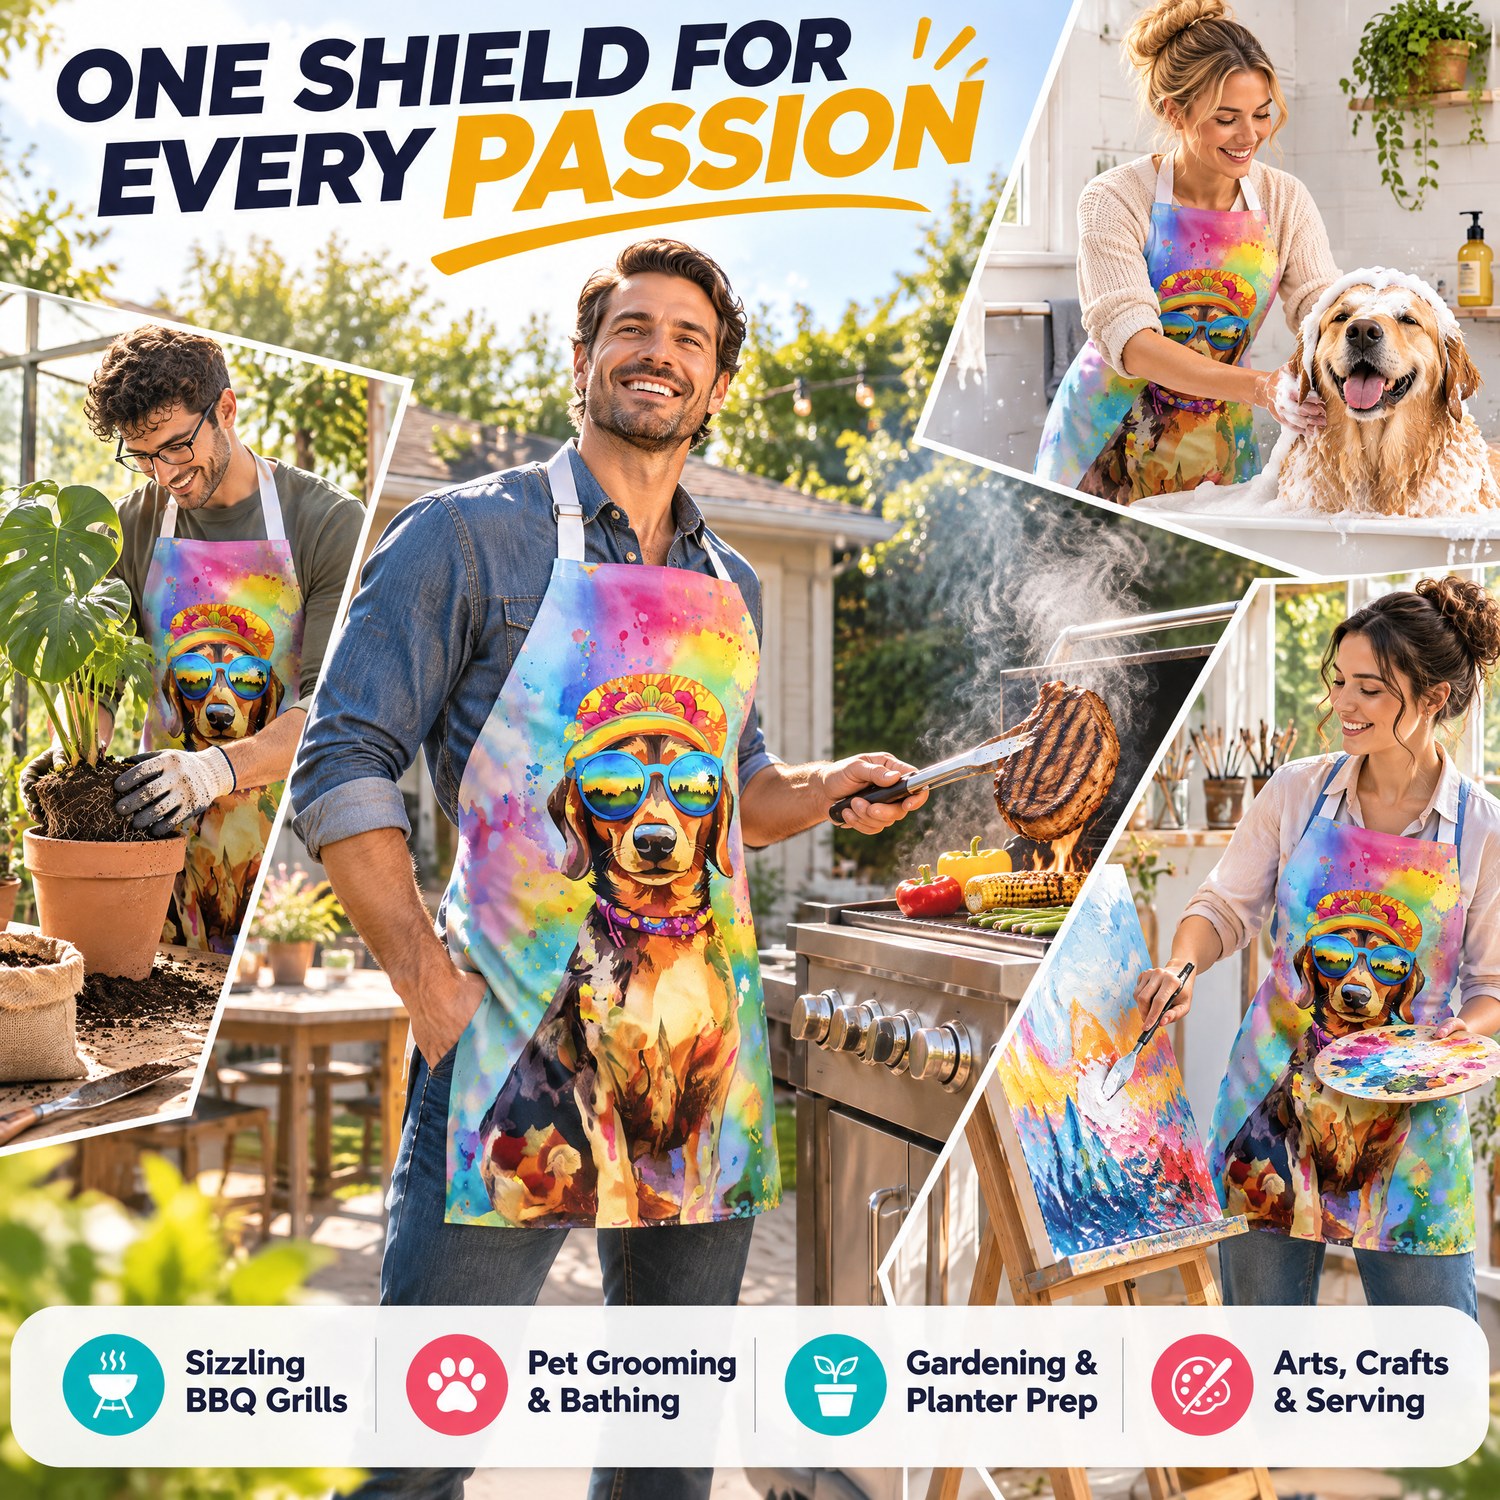 ONE SHIELD FOR
EVERY PASSION
Sizzling
BBQ Grills
Pet Grooming
& Bathing
Gardening &
Planter Prep
Arts, Crafts
& Serving